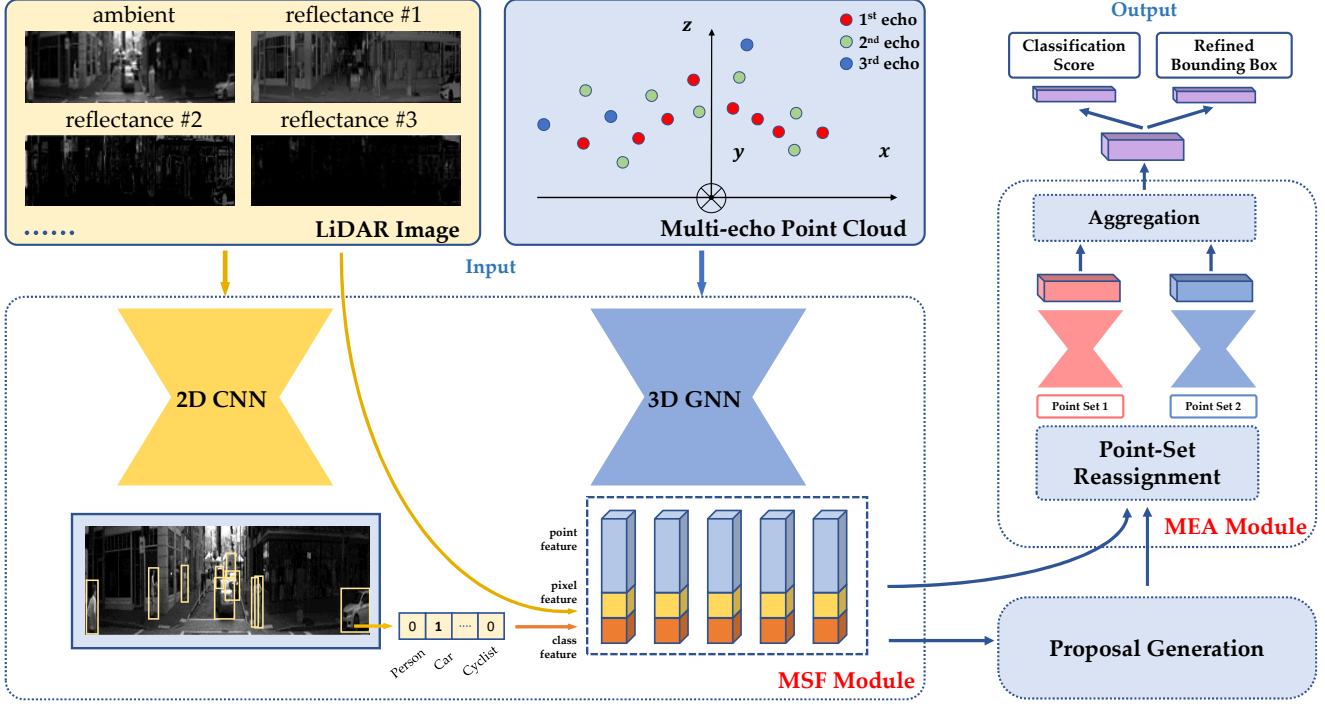 ambient
reflectance #1
reflectance #2
reflectance #3
......
LiDAR Image
z
1st echo
2nd echo
3rd echo
y
x
Multi-echo Point Cloud
Input
2D CNN
3D GNN
point
feature
pixel
feature
class
feature
0 1 .... 0
Person
Car
Cyclist
MSF Module
Proposal Generation
MEA Module
Point-Set
Reassignment
Point Set 1
Point Set 2
Aggregation
Classification
Score
Refined
Bounding Box
Output